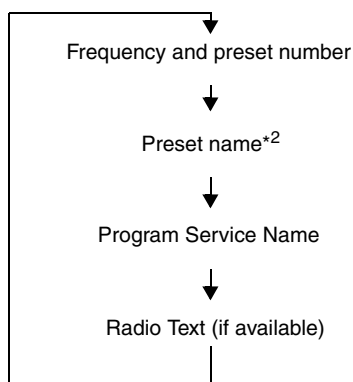 Frequency and preset number
Preset name*2
Program Service Name
Radio Text (if available)